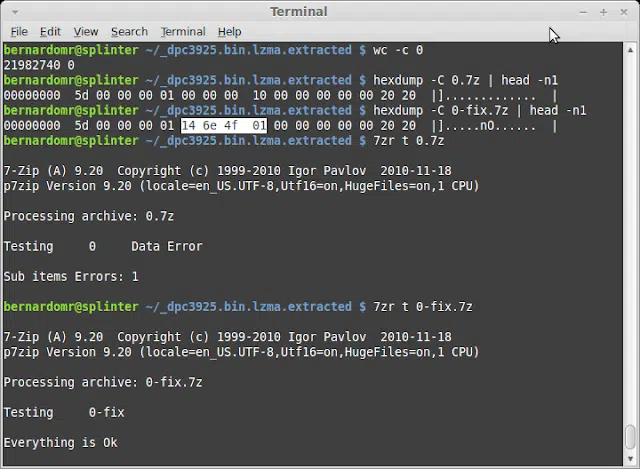 Terminal
File Edit View Search Terminal Help
bernardomr@splinter ~/_dpc3925.bin.lzma.extracted $ wc -c 0
21982740 0
bernardomr@splinter ~/_dpc3925.bin.lzma.extracted $ hexdump -C 0.7z | head -n1
00000000  5d 00 00 00 01 00 00 00  10 00 00 00 00 00 20 20  |].............  |
bernardomr@splinter ~/_dpc3925.bin.lzma.extracted $ hexdump -C 0-fix.7z | head -n1
00000000  5d 00 00 00 01 14 6e 4f  01 00 00 00 00 00 20 20  |].....nO......  |
bernardomr@splinter ~/_dpc3925.bin.lzma.extracted $ 7zr t 0.7z
7-Zip (A) 9.20  Copyright (c) 1999-2010 Igor Pavlov  2010-11-18
p7zip Version 9.20 (locale=en_US.UTF-8,Utf16=on,HugeFiles=on,1 CPU)
Processing archive: 0.7z
Testing     0     Data Error
Sub items Errors: 1
bernardomr@splinter ~/_dpc3925.bin.lzma.extracted $ 7zr t 0-fix.7z
7-Zip (A) 9.20  Copyright (c) 1999-2010 Igor Pavlov  2010-11-18
p7zip Version 9.20 (locale=en_US.UTF-8,Utf16=on,HugeFiles=on,1 CPU)
Processing archive: 0-fix.7z
Testing     0-fix
Everything is Ok